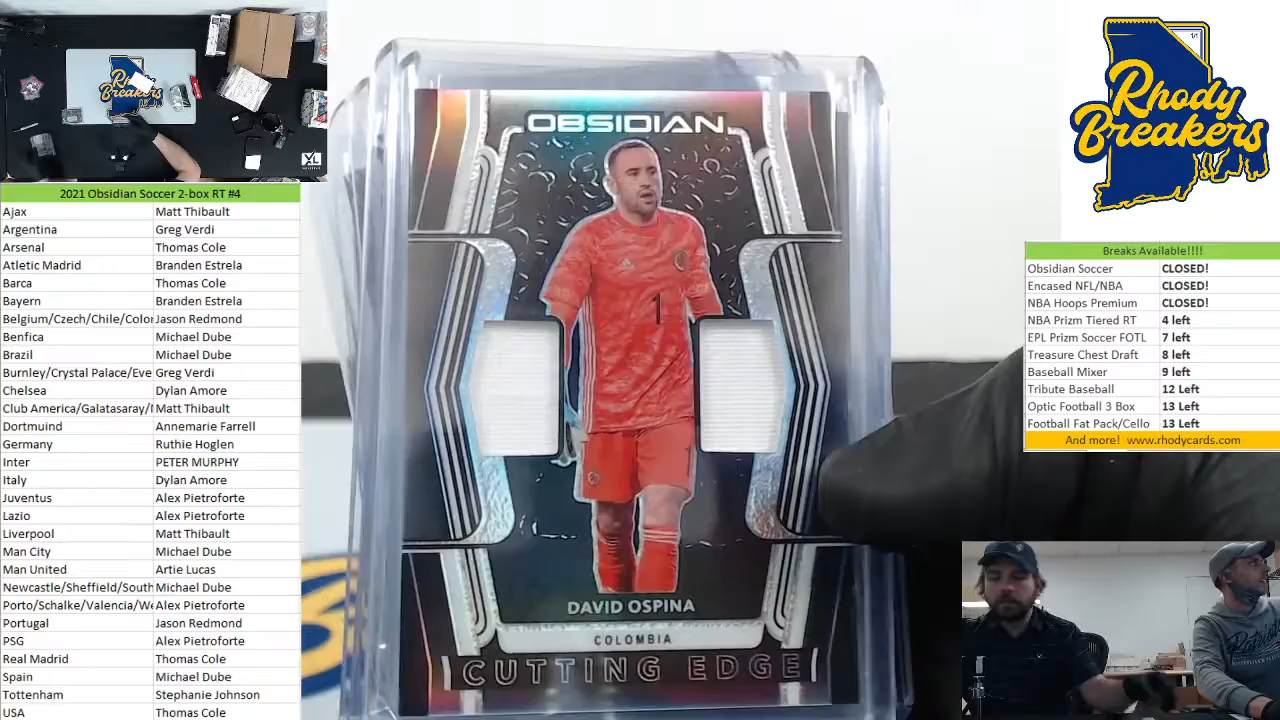 Rhody
Breakers
XL
2021 Obsidian Soccer 2-box RT #4
Ajax Matt Thibault
Argentina Greg Verdi
Arsenal Thomas Cole
Atletic Madrid Branden Estrela
Barca Thomas Cole
Bayern Branden Estrela
Belgium/Czech/Chile/Color Jason Redmond
Benfica Michael Dube
Brazil Michael Dube
Burnley/Crystal Palace/Eve Greg Verdi
Chelsea Dylan Amore
Club America/Galatasaray/ Matt Thibault
Dortmuind Annemarie Farrell
Germany Ruthie Hoglen
Inter PETER MURPHY
Italy Dylan Amore
Juventus Alex Pietroforte
Lazio Alex Pietroforte
Liverpool Matt Thibault
Man City Michael Dube
Man United Artie Lucas
Newcastle/Sheffield/South Michael Dube
Porto/Schalke/Valencia/We Alex Pietroforte
Portugal Jason Redmond
PSG Alex Pietroforte
Real Madrid Thomas Cole
Spain Michael Dube
Tottenham Stephanie Johnson
USA Thomas Cole
OBSIDIAN
1
DAVID OSPINA
COLOMBIA
CUTTING EDGE
1/1
Rhody
Breakers
Breaks Available!!!!
Obsidian Soccer CLOSED!
Encased NFL/NBA CLOSED!
NBA Hoops Premium CLOSED!
NBA Prizm Tiered RT 4 left
EPL Prizm Soccer FOTL 7 left
Treasure Chest Draft 8 left
Baseball Mixer 9 left
Tribute Baseball 12 Left
Optic Football 3 Box 13 Left
Football Fat Pack/Cello 13 Left
And more! www.rhodycards.com
Patriots